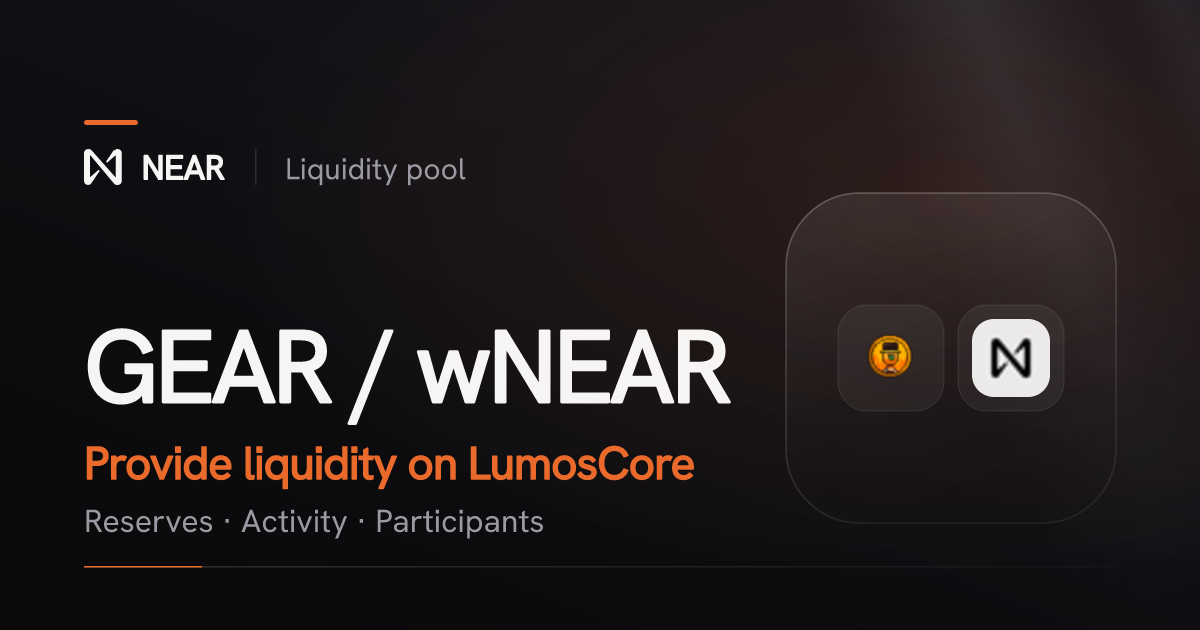 NEAR Liquidity pool
GEAR / wNEAR
Provide liquidity on LumosCore
Reserves · Activity · Participants